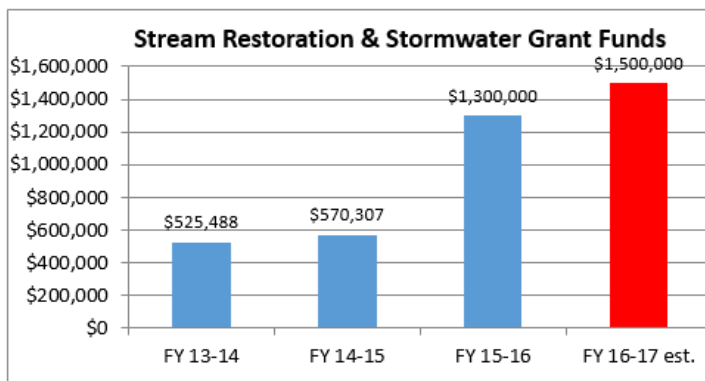 Stream Restoration & Stormwater Grant Funds
$1,600,000
$1,400,000
$1,200,000
$1,000,000
$800,000
$600,000
$400,000
$200,000
$0
$525,488
$570,307
$1,300,000
$1,500,000
FY 13-14
FY 14-15
FY 15-16
FY 16-17 est.